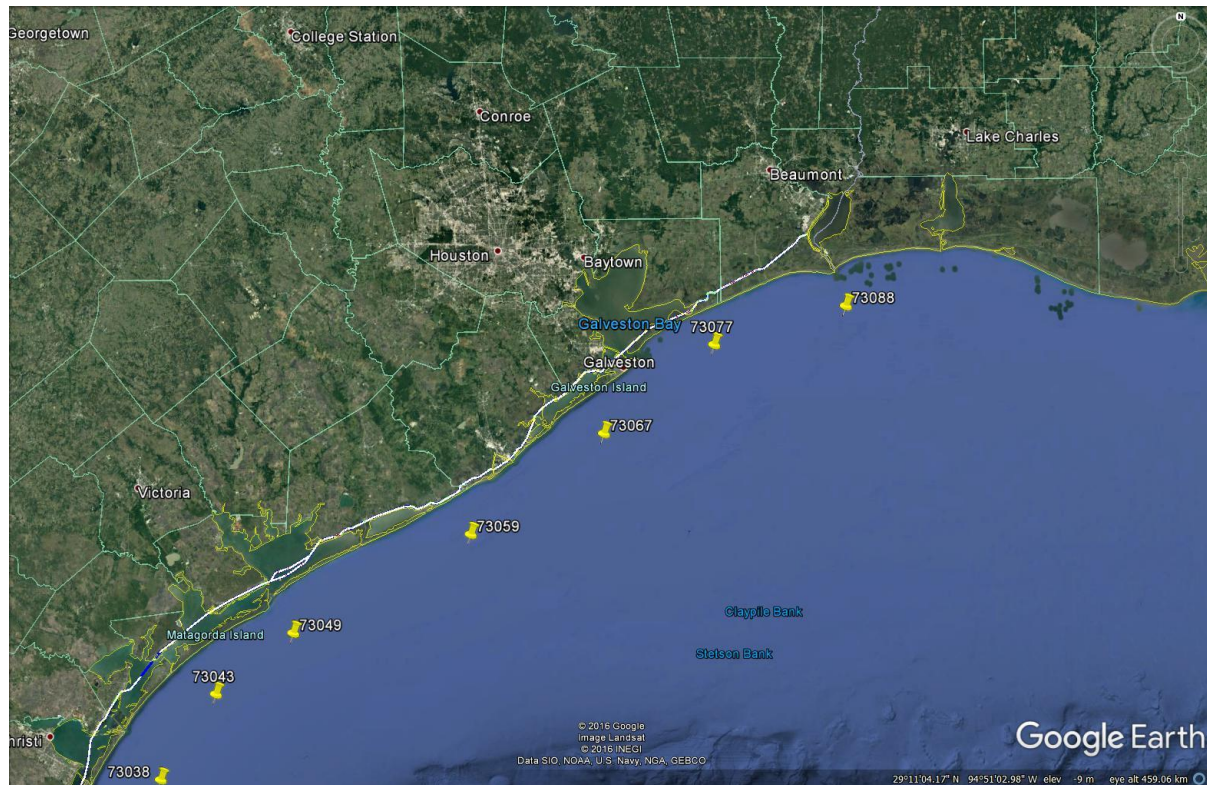 N
Georgetown
College Station
Conroe
Lake Charles
Beaumont
Houston
Baytown
73088
Galveston Bay
73077
Galveston
Galveston Island
73067
Victoria
73059
Claypile Bank
73049
Matagorda Island
Stetson Bank
73043
© 2016 Google
Image Landsat
© 2016 INEGI
Data SIO, NOAA, U.S. Navy, NGA, GEBCO
Google Earth
hristi
73038
29°11'04.17" N 94°51'02.98" W elev -9 m eye alt 459.06 km